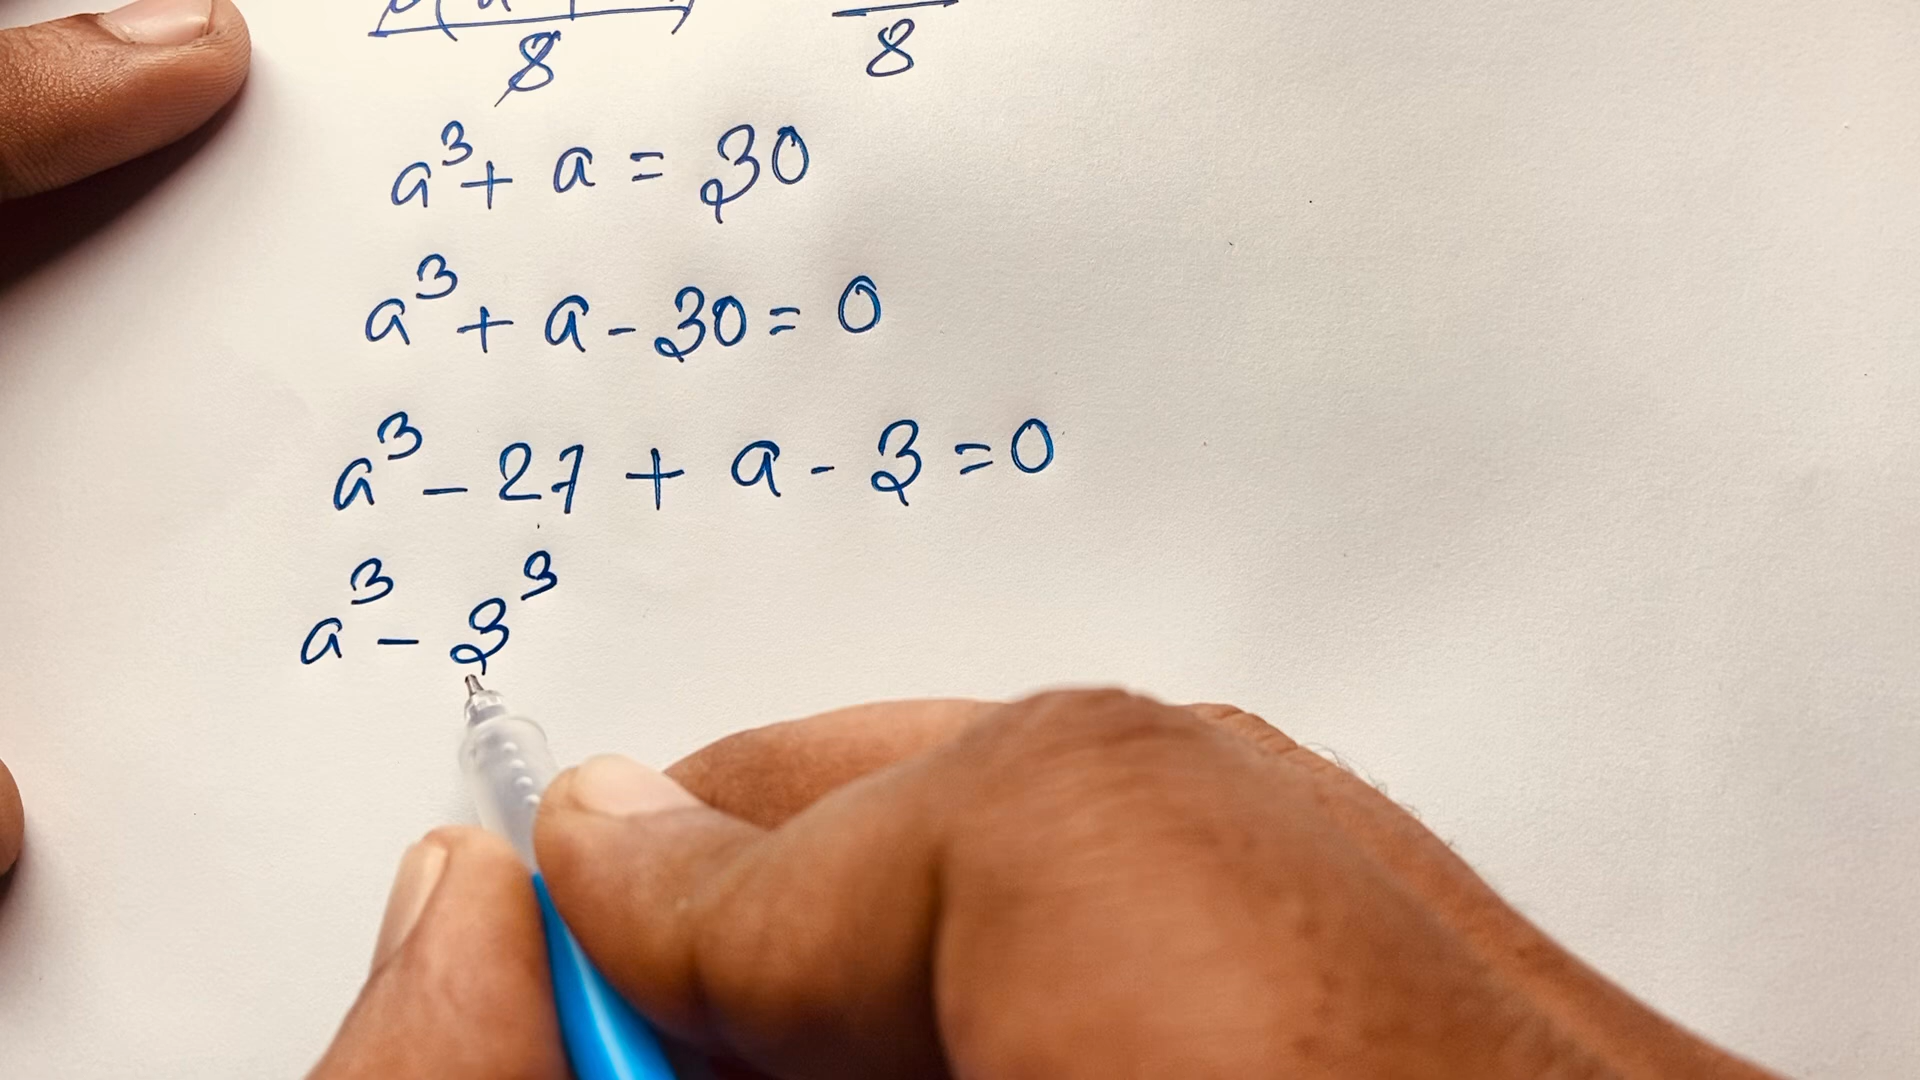 8 8
a³ + a = 30
a³ + a - 30 = 0
a³ - 27 + a - 3 = 0
a³ - 3³